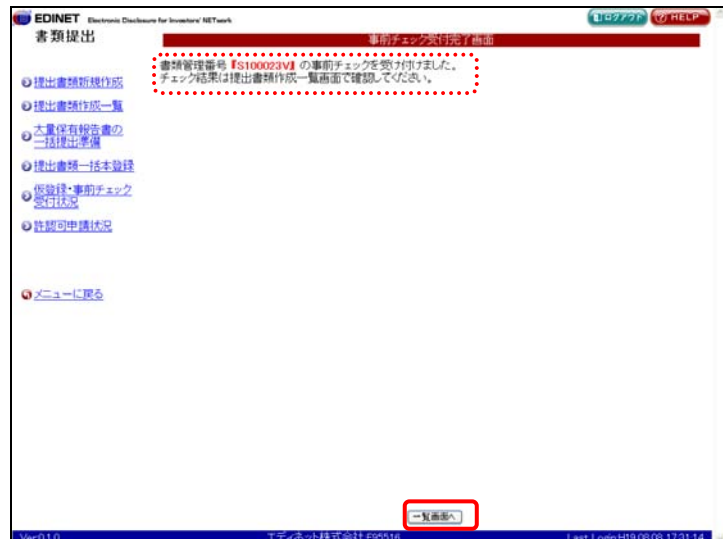 EDINET Electronic Disclosure for Investors' NETwork
ログアウト
HELP
書類提出
事前チェック受付完了画面
書類管理番号『S100023V』の事前チェックを受け付けました。
チェック結果は提出書類作成一覧画面で確認してください。
提出書類新規作成
提出書類作成一覧
大量保有報告書の
一括提出準備
提出書類一括本登録
仮登録・事前チェック
受付状況
許認可申請状況
メニューに戻る
一覧画面へ
Ver.0.1.0
エディネット株式会社 E95516
Last Login:H19.08.08 17:31:14